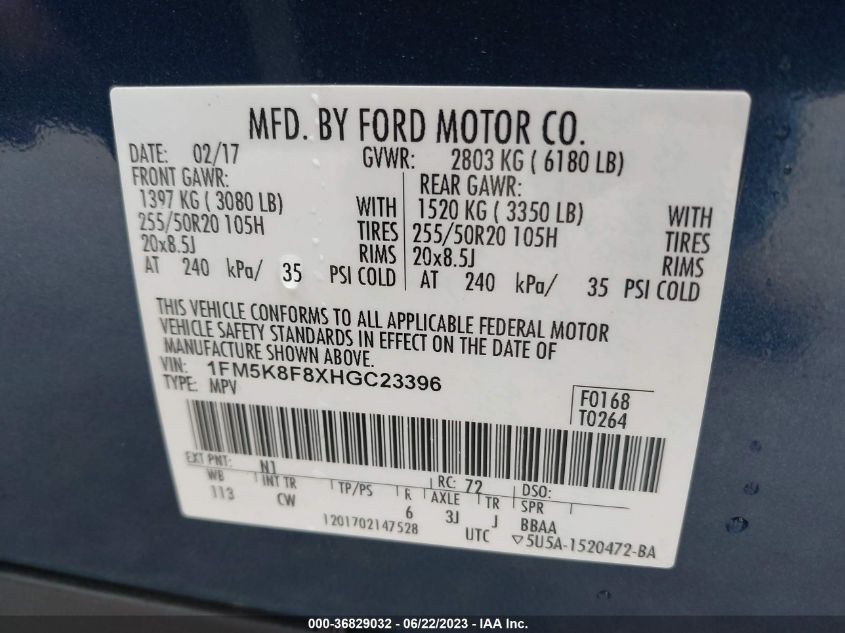 MFD. BY FORD MOTOR CO.
DATE: 02/17 GVWR: 2803 KG ( 6180 LB)
FRONT GAWR: REAR GAWR:
1397 KG ( 3080 LB) WITH 1520 KG ( 3350 LB) WITH
255/50R20 105H TIRES 255/50R20 105H TIRES
20x8.5J RIMS 20x8.5J RIMS
AT 240 kPa/ 35 PSI COLD AT 240 kPa/ 35 PSI COLD
THIS VEHICLE CONFORMS TO ALL APPLICABLE FEDERAL MOTOR
VEHICLE SAFETY STANDARDS IN EFFECT ON THE DATE OF
MANUFACTURE SHOWN ABOVE.
VIN: 1FM5K8F8XHGC23396
TYPE: MPV
F0168
T0264
EXT PNT: N1 RC: 72 DSO:
WB INT TR TP/PS R AXLE TR SPR
113 CW 6 3J J BBAA
1201702147528 UTC ▽5U5A-1520472-BA
000-36829032 - 06/22/2023 - IAA Inc.